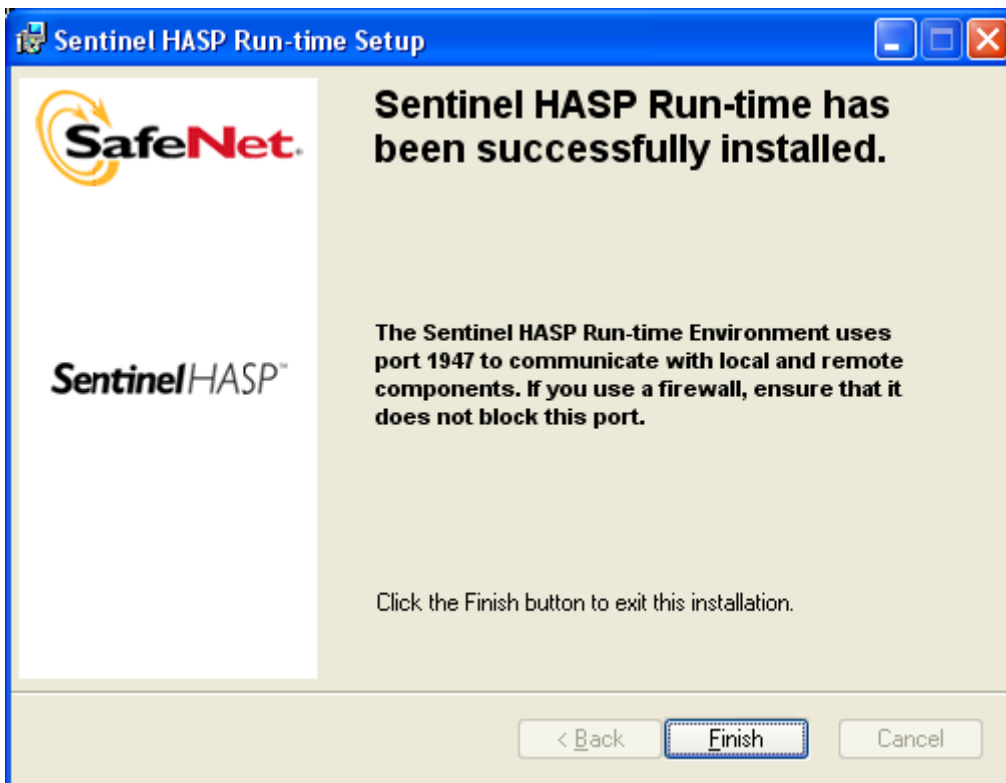 Sentinel HASP Run-time Setup
SafeNet.
Sentinel HASP Run-time has
been successfully installed.
SentinelHASP™
The Sentinel HASP Run-time Environment uses
port 1947 to communicate with local and remote
components. If you use a firewall, ensure that it
does not block this port.
Click the Finish button to exit this installation.
< Back
Finish
Cancel